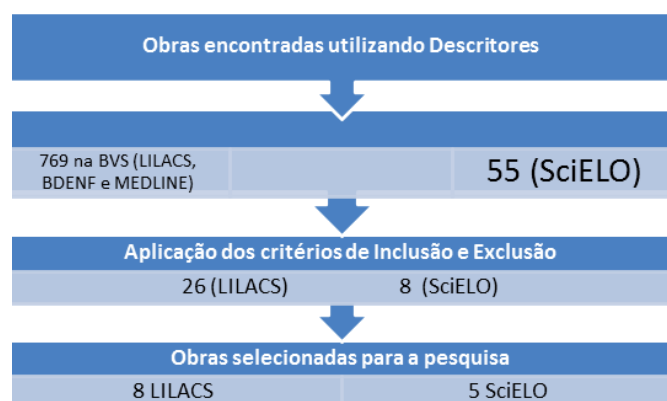 Obras encontradas utilizando Descritores
769 na BVS (LILACS,
BDENF e MEDLINE)
55 (SciELO)
Aplicação dos critérios de Inclusão e Exclusão
26 (LILACS) 8 (SciELO)
Obras selecionadas para a pesquisa
8 LILACS 5 SciELO